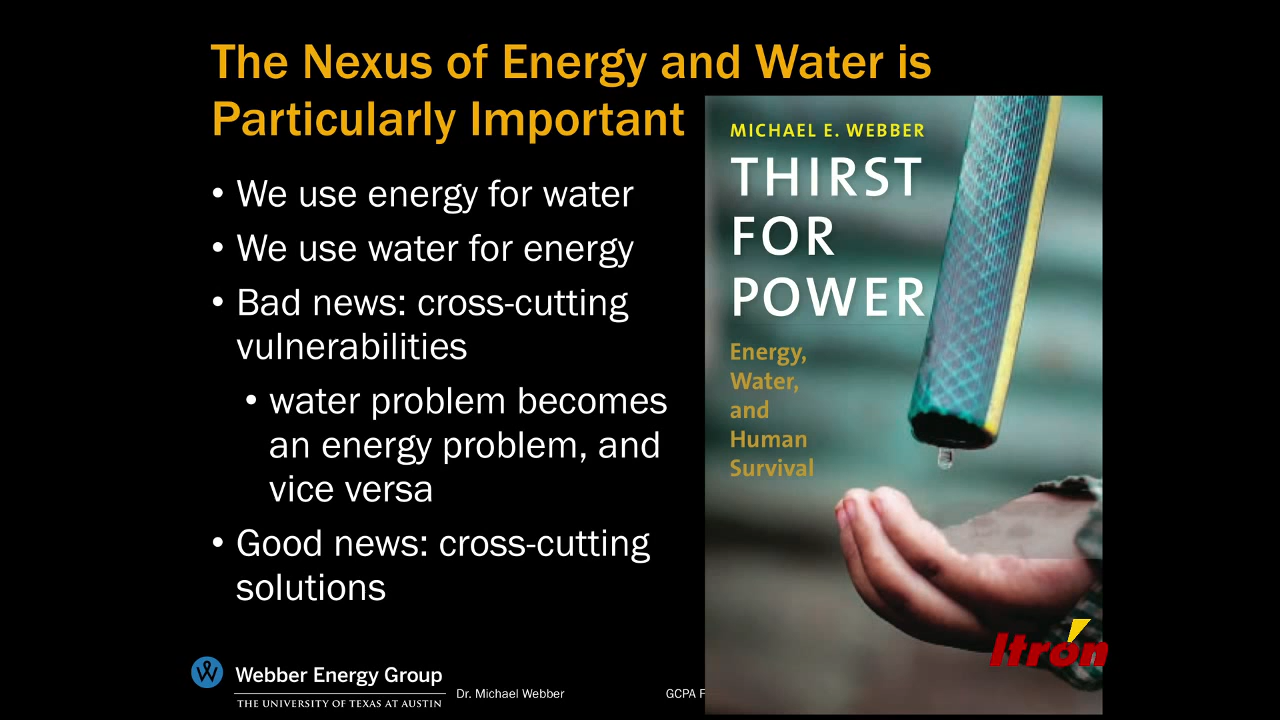 The Nexus of Energy and Water is
Particularly Important
• We use energy for water
• We use water for energy
• Bad news: cross-cutting
vulnerabilities
• water problem becomes
an energy problem, and
vice versa
• Good news: cross-cutting
solutions
MICHAEL E. WEBBER
THIRST
FOR
POWER
Energy,
Water,
and
Human
Survival
Itron
W
Webber Energy Group
THE UNIVERSITY OF TEXAS AT AUSTIN
Dr. Michael Webber
GCPA F